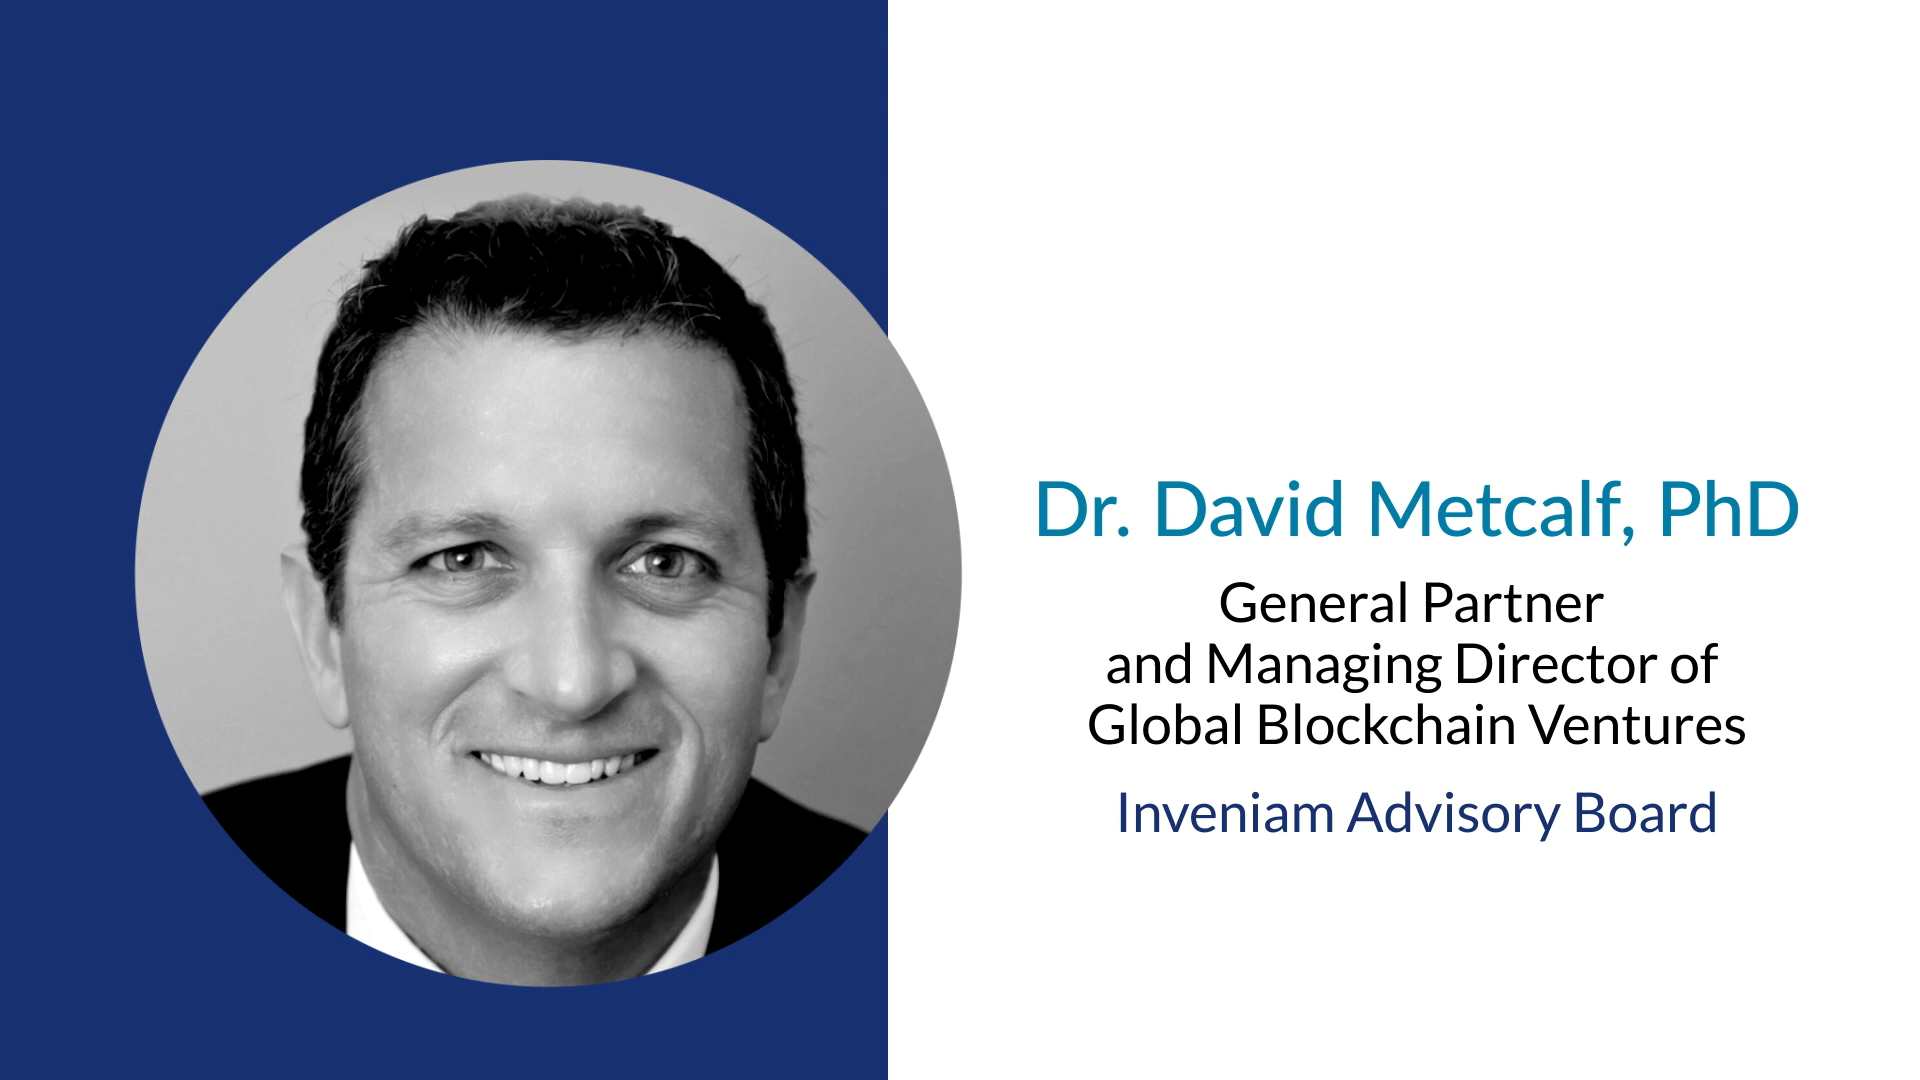 Dr. David Metcalf, PhD
General Partner
and Managing Director of
Global Blockchain Ventures
Inveniam Advisory Board